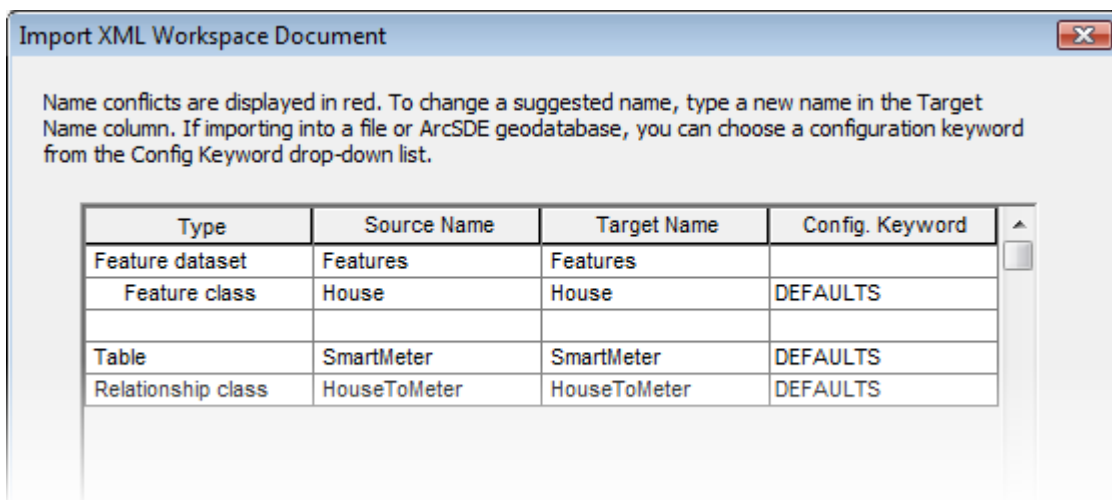 Import XML Workspace Document
Name conflicts are displayed in red. To change a suggested name, type a new name in the Target
Name column. If importing into a file or ArcSDE geodatabase, you can choose a configuration keyword
from the Config Keyword drop-down list.
Type Source Name Target Name Config. Keyword
Feature dataset Features Features
Feature class House House DEFAULTS
Table SmartMeter SmartMeter DEFAULTS
Relationship class HouseToMeter HouseToMeter DEFAULTS